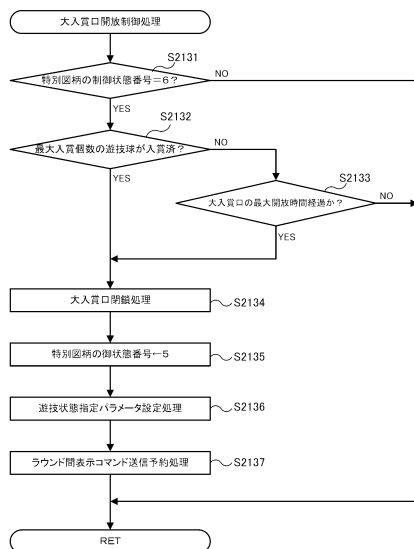 大入賞口開放制御処理
S2131
特別図柄の制御状態番号=6?
NO
YES
S2132
最大入賞個数の遊技球が入賞済?
NO
YES
S2133
大入賞口の最大開放時間経過か?
NO
YES
大入賞口閉鎖処理
S2134
特別図柄の御状態番号←5
S2135
遊技状態指定パラメータ設定処理
S2136
ラウンド間表示コマンド送信予約処理
S2137
RET